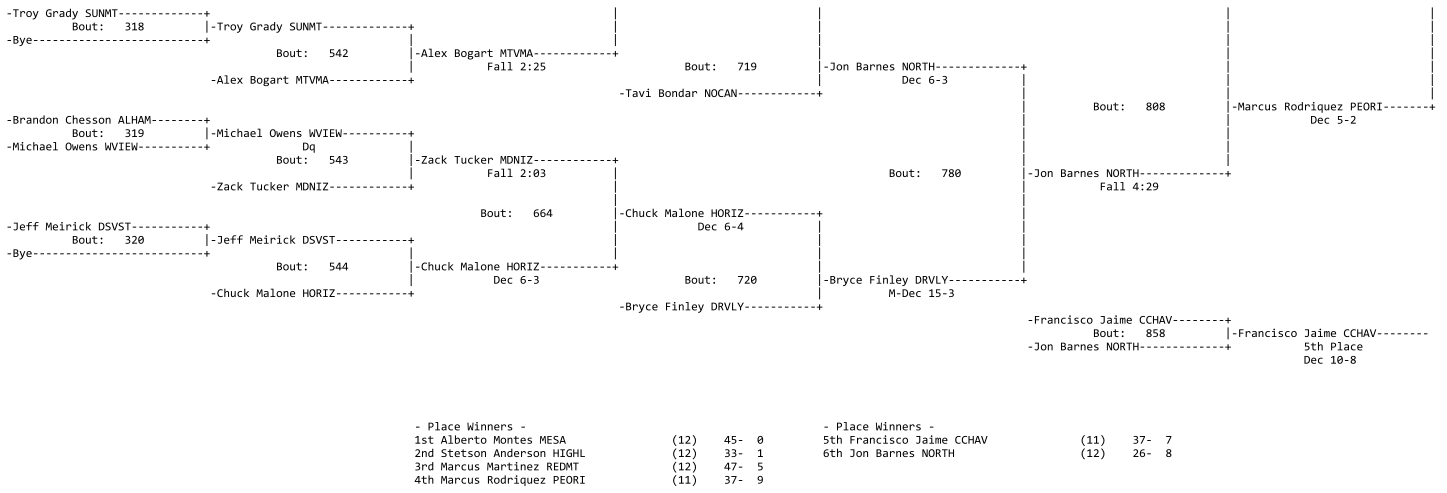 -Troy Grady SUNMT-------------+
Bout:   318         |-Troy Grady SUNMT-------------+
-Bye--------------------------+
Bout:   542         |-Alex Bogart MTVMA------------+
Fall 2:25                    Bout:   719         |-Jon Barnes NORTH-------------+
-Alex Bogart MTVMA------------+                                                                          Dec 6-3
-Tavi Bondar NOCAN------------+
Bout:   808         |-Marcus Rodriquez PEORI-------+
-Brandon Chesson ALHAM--------+                                                                          Dec 5-2
Bout:   319         |-Michael Owens WVIEW----------+
-Michael Owens WVIEW----------+              Dq
Bout:   543         |-Zack Tucker MDNIZ------------+
Fall 2:03                    Bout:   780         |-Jon Barnes NORTH-------------+
-Zack Tucker MDNIZ------------+                                                                          Fall 4:29
Bout:   664         |-Chuck Malone HORIZ-----------+
-Jeff Meirick DSVST-----------+                                        Dec 6-4
Bout:   320         |-Jeff Meirick DSVST-----------+
-Bye--------------------------+
Bout:   544         |-Chuck Malone HORIZ-----------+
Dec 6-3                      Bout:   720         |-Bryce Finley DRVLY-----------+
-Chuck Malone HORIZ-----------+                                                                          M-Dec 15-3
-Bryce Finley DRVLY-----------+
-Francisco Jaime CCHAV--------+
Bout:   858         |-Francisco Jaime CCHAV--------
-Jon Barnes NORTH-------------+           5th Place
Dec 10-8
- Place Winners -                                             - Place Winners -
1st Alberto Montes MESA                (12)    45-  0         5th Francisco Jaime CCHAV              (11)    37-  7
2nd Stetson Anderson HIGHL             (12)    33-  1         6th Jon Barnes NORTH                   (12)    26-  8
3rd Marcus Martinez REDMT              (12)    47-  5
4th Marcus Rodriquez PEORI             (11)    37-  9